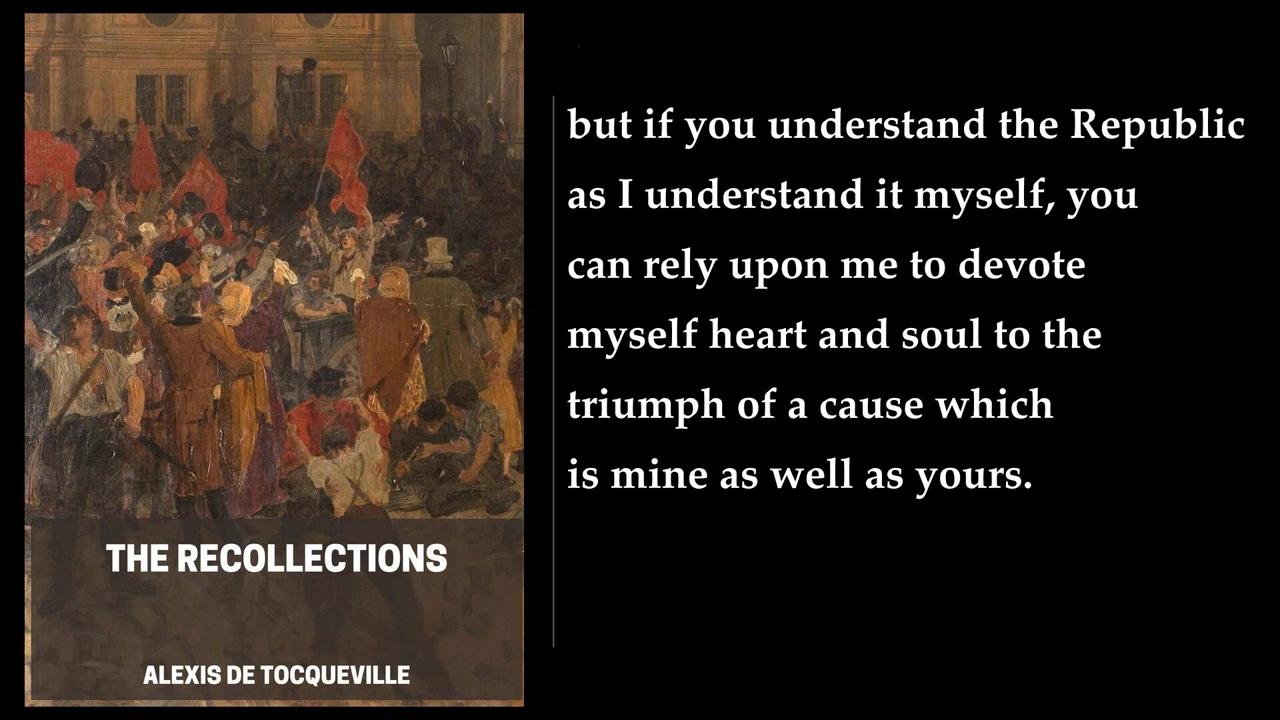 but if you understand the Republic
as I understand it myself, you
can rely upon me to devote
myself heart and soul to the
triumph of a cause which
is mine as well as yours.
THE RECOLLECTIONS
ALEXIS DE TOCQUEVILLE